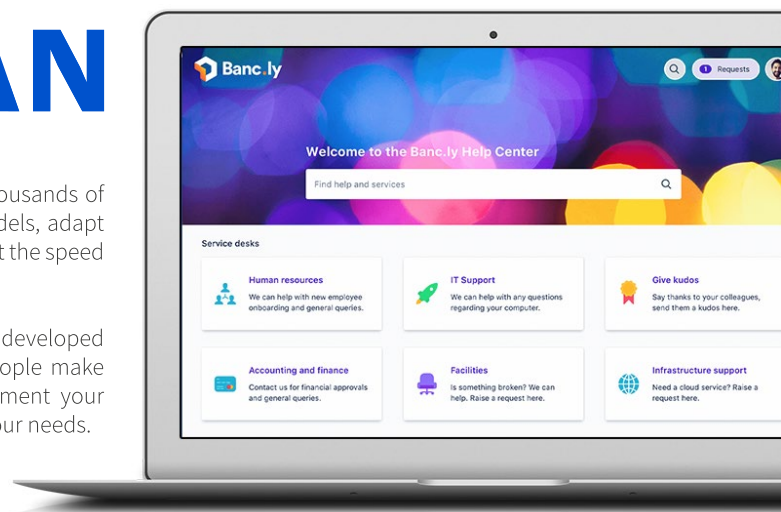 AN
ousands of
dels, adapt
t the speed
developed
ople make
ment your
our needs.
Banc.ly
1 Requests
Welcome to the Banc.ly Help Center
Find help and services
Service desks
Human resources
We can help with new employee
onboarding and general queries.
IT Support
We can help with any questions
regarding your computer.
Give kudos
Say thanks to your colleagues,
send them a kudos here.
Accounting and finance
Contact us for financial approvals
and general queries.
Facilities
Is something broken? We can
help. Raise a request here.
Infrastructure support
Need a cloud service? Raise a
request here.